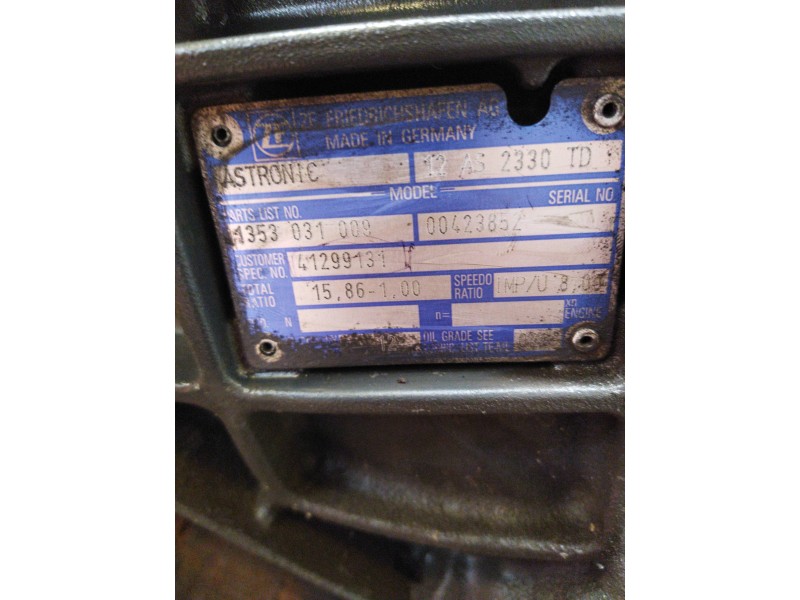 ZF FRIEDRICHSHAFEN AG
MADE IN GERMANY
ASTRONIC 12 AS 2330 TD
MODEL
PARTS LIST NO. SERIAL NO.
1353 031 009 00423852
CUSTOMER SPEC. NO. 41299131
TOTAL RATIO 15,86-1,00 SPEEDO RATIO IMP/U 8,0
N n= ENGINE
OIL GRADE SEE